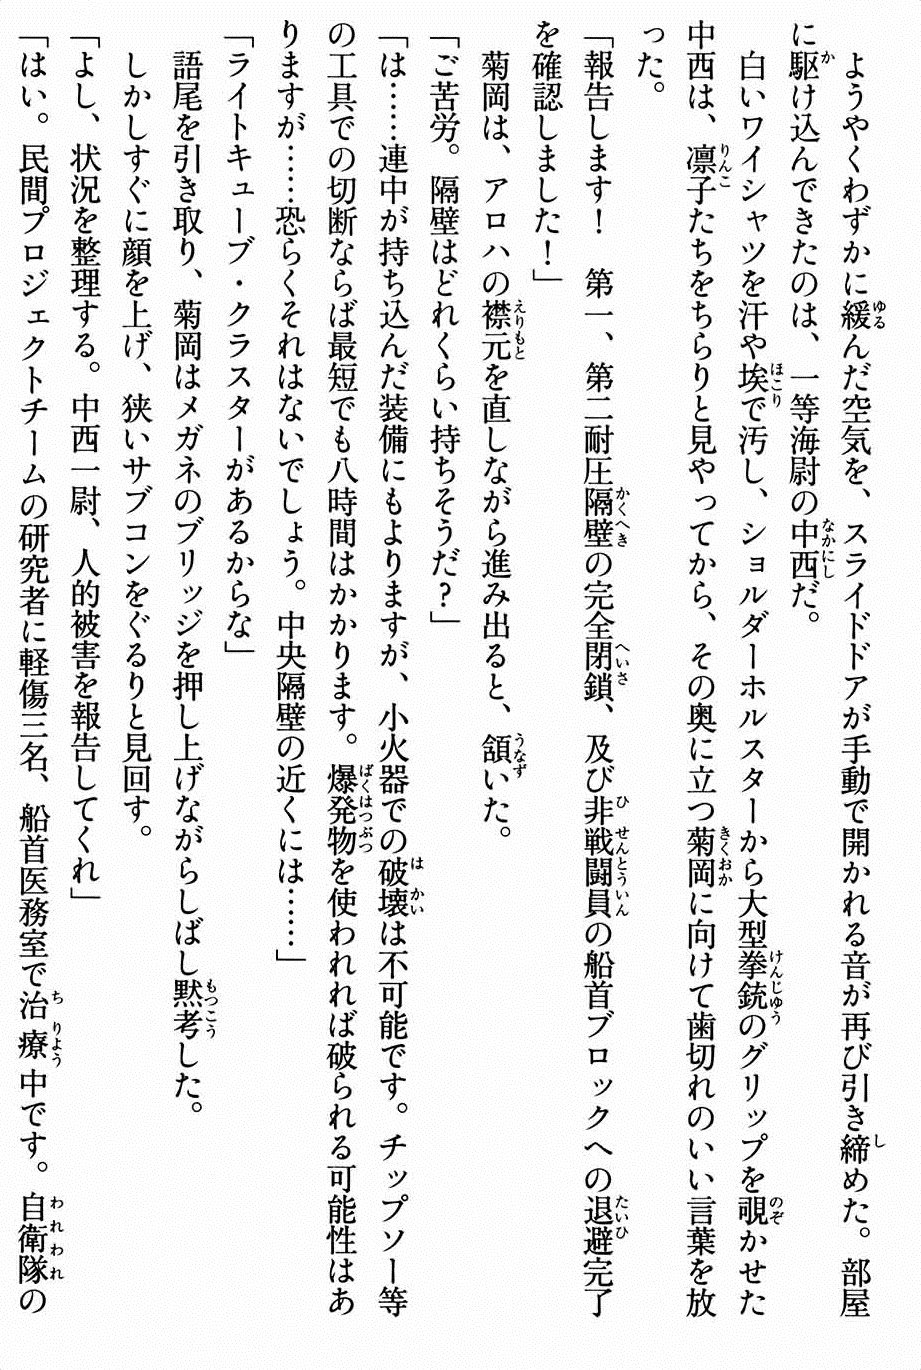 ようやくわずかに緩んだ空気を、スライドドアが手動で開かれる音が再び引き締めた。部屋
に駆け込んできたのは、一等海尉の中西だ。
白いワイシャツを汗や埃で汚し、ショルダーホルスターから大型拳銃のグリップを覗かせた
中西は、凛子たちをちらりと見やってから、その奥に立つ菊岡に向けて歯切れのいい言葉を放
った。
「報告します！　第一、第二耐圧隔壁の完全閉鎖、及び非戦闘員の船首ブロックへの退避完了
を確認しました！」
菊岡は、アロハの襟元を直しながら進み出ると、頷いた。
「ご苦労。隔壁はどれくらい持ちそうだ？」
「は……連中が持ち込んだ装備にもよりますが、小火器での破壊は不可能です。チップソー等
の工具での切断ならば最短でも八時間はかかります。爆発物を使われれば破られる可能性はあ
りますが……恐らくそれはないでしょう。中央隔壁の近くには……」
「ライトキューブ・クラスターがあるからな」
語尾を引き取り、菊岡はメガネのブリッジを押し上げながらしばし黙考した。
しかしすぐに顔を上げ、狭いサブコンをぐるりと見回す。
「よし、状況を整理する。中西一尉、人的被害を報告してくれ」
「はい。民間プロジェクトチームの研究者に軽傷三名、船首医務室で治療中です。自衛隊の